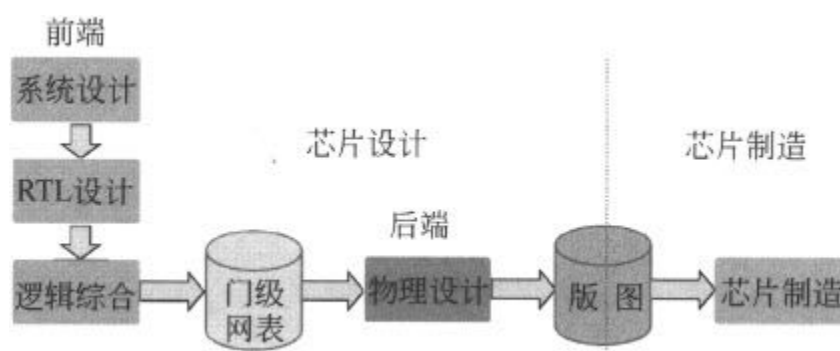 前端
系统设计
芯片设计
芯片制造
RTL设计
后端
逻辑综合
门级
网表
物理设计
版 图
芯片制造